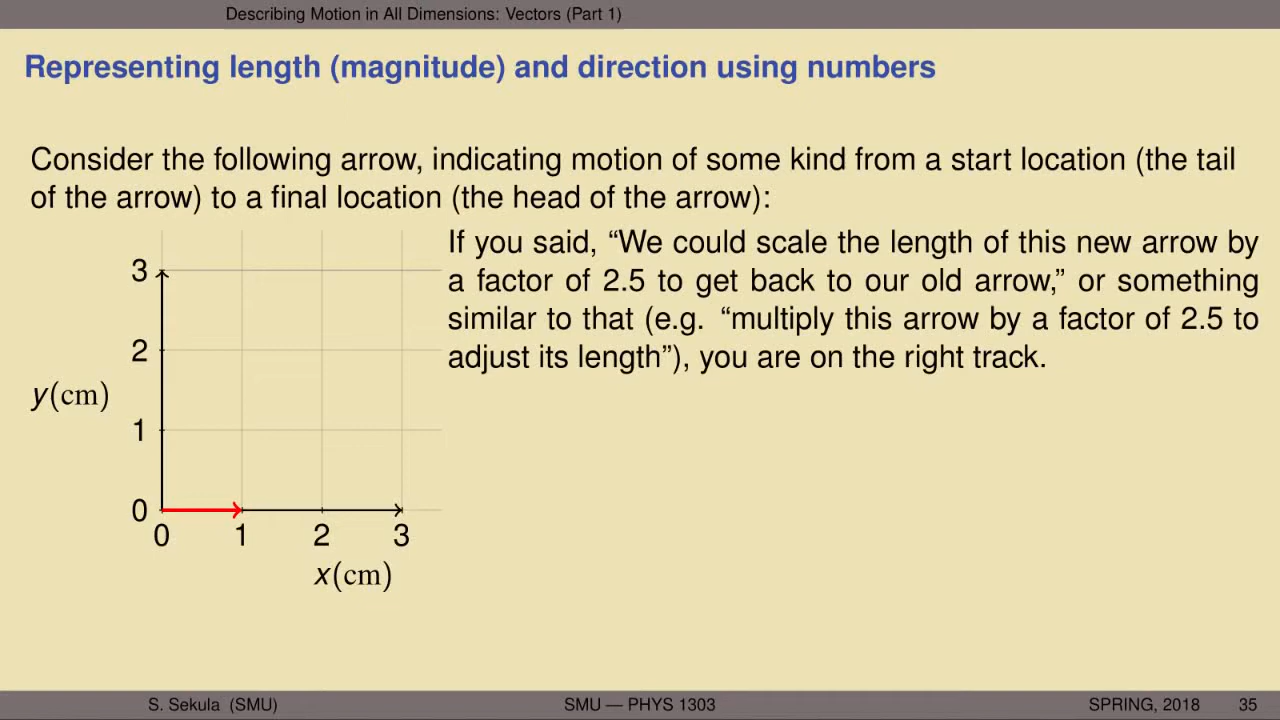 Describing Motion in All Dimensions: Vectors (Part 1)
Representing length (magnitude) and direction using numbers
Consider the following arrow, indicating motion of some kind from a start location (the tail
of the arrow) to a final location (the head of the arrow):
If you said, “We could scale the length of this new arrow by
a factor of 2.5 to get back to our old arrow,” or something
similar to that (e.g. “multiply this arrow by a factor of 2.5 to
adjust its length”), you are on the right track.
3
2
y(cm)
1
0
0 1 2 3
x(cm)
S. Sekula (SMU) SMU — PHYS 1303 SPRING, 2018 35